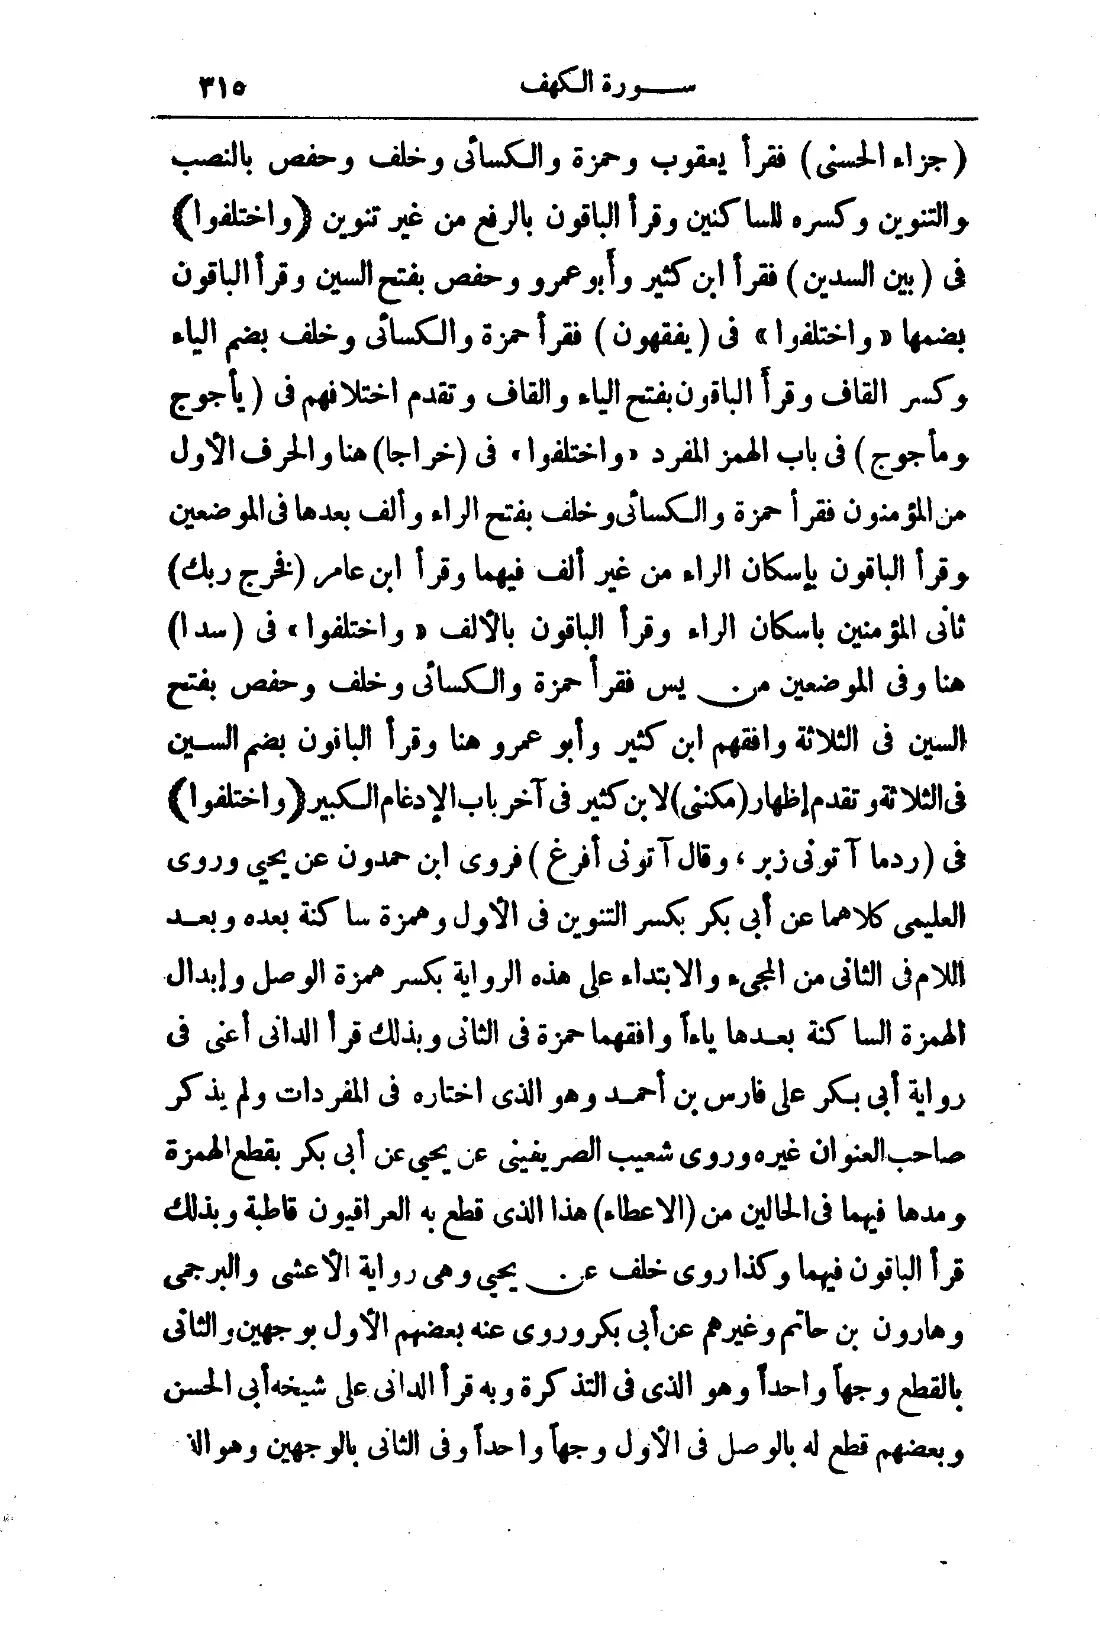 سورة الكهف ٣١٥
(جزاء الحسنى) فقرأ يعقوب وحمزة والكسائى وخلف وحفص بالنصب
والتنوين وكسره للساكنين وقرأ الباقون بالرفع من غير تنوين (واختلفوا)
فى (بين السدين) فقرأ ابن كثير وأبو عمرو وحفص بفتح السين وقرأ الباقون
بضمها «واختلفوا» فى (يفقهون) فقرأ حمزة والكسائى وخلف بضم الياء
وكسر القاف وقرأ الباقون بفتح الياء والقاف وتقدم اختلافهم فى (يأجوج
ومأجوج) فى باب الهمز المفرد «واختلفوا» فى (خراجا) هنا والحرف الأول
من المؤمنون فقرأ حمزة والكسائى وخلف بفتح الراء وألف بعدها فى الموضعين
وقرأ الباقون بإسكان الراء من غير ألف فيهما وقرأ ابن عامر (فخرج ربك)
ثانى المؤمنين باسكان الراء وقرأ الباقون بالألف «واختلفوا» فى (سدا)
هنا وفى الموضعين من يس فقرأ حمزة والكسائى وخلف وحفص بفتح
السين فى الثلاثة وافقهم ابن كثير وأبو عمرو هنا وقرأ الباقون بضم السين
فى الثلاثة وتقدم إظهار (مكننى) لابن كثير فى آخر باب الإدغام الكبير (واختلفوا)
فى (ردما آتونى زبر، وقال آتونى أفرغ) فروى ابن حمدون عن يحيى وروى
العليمى كلاهما عن أبى بكر بكسر التنوين فى الأول وهمزة ساكنة بعده وبعد
اللام فى الثانى من المجىء والابتداء على هذه الرواية بكسر همزة الوصل وإبدال
الهمزة الساكنة بعدها ياءاً وافقهما حمزة فى الثانى وبذلك قرأ الدانى أعنى فى
رواية أبى بكر على فارس بن أحمد وهو الذى اختاره فى المفردات ولم يذكر
صاحب العنوان غيره وروى شعيب الصريفينى عن يحيى عن أبى بكر بقطع الهمزة
ومدها فيهما فى الحالين من (الاعطاء) هذا الذى قطع به العراقيون قاطبة وبذلك
قرأ الباقون فيهما وكذا روى خلف عن يحيى وهى رواية الأعشى والبرجمى
وهارون بن حاتم وغيرهم عن أبى بكر وروى عنه بعضهم الأول بوجهين والثانى
بالقطع وجهاً واحداً وهو الذى فى التذكرة وبه قرأ الدانى على شيخه أبى الحسن
وبعضهم قطع له بالوصل فى الأول وجهاً واحداً وفى الثانى بالوجهين وهو الذ